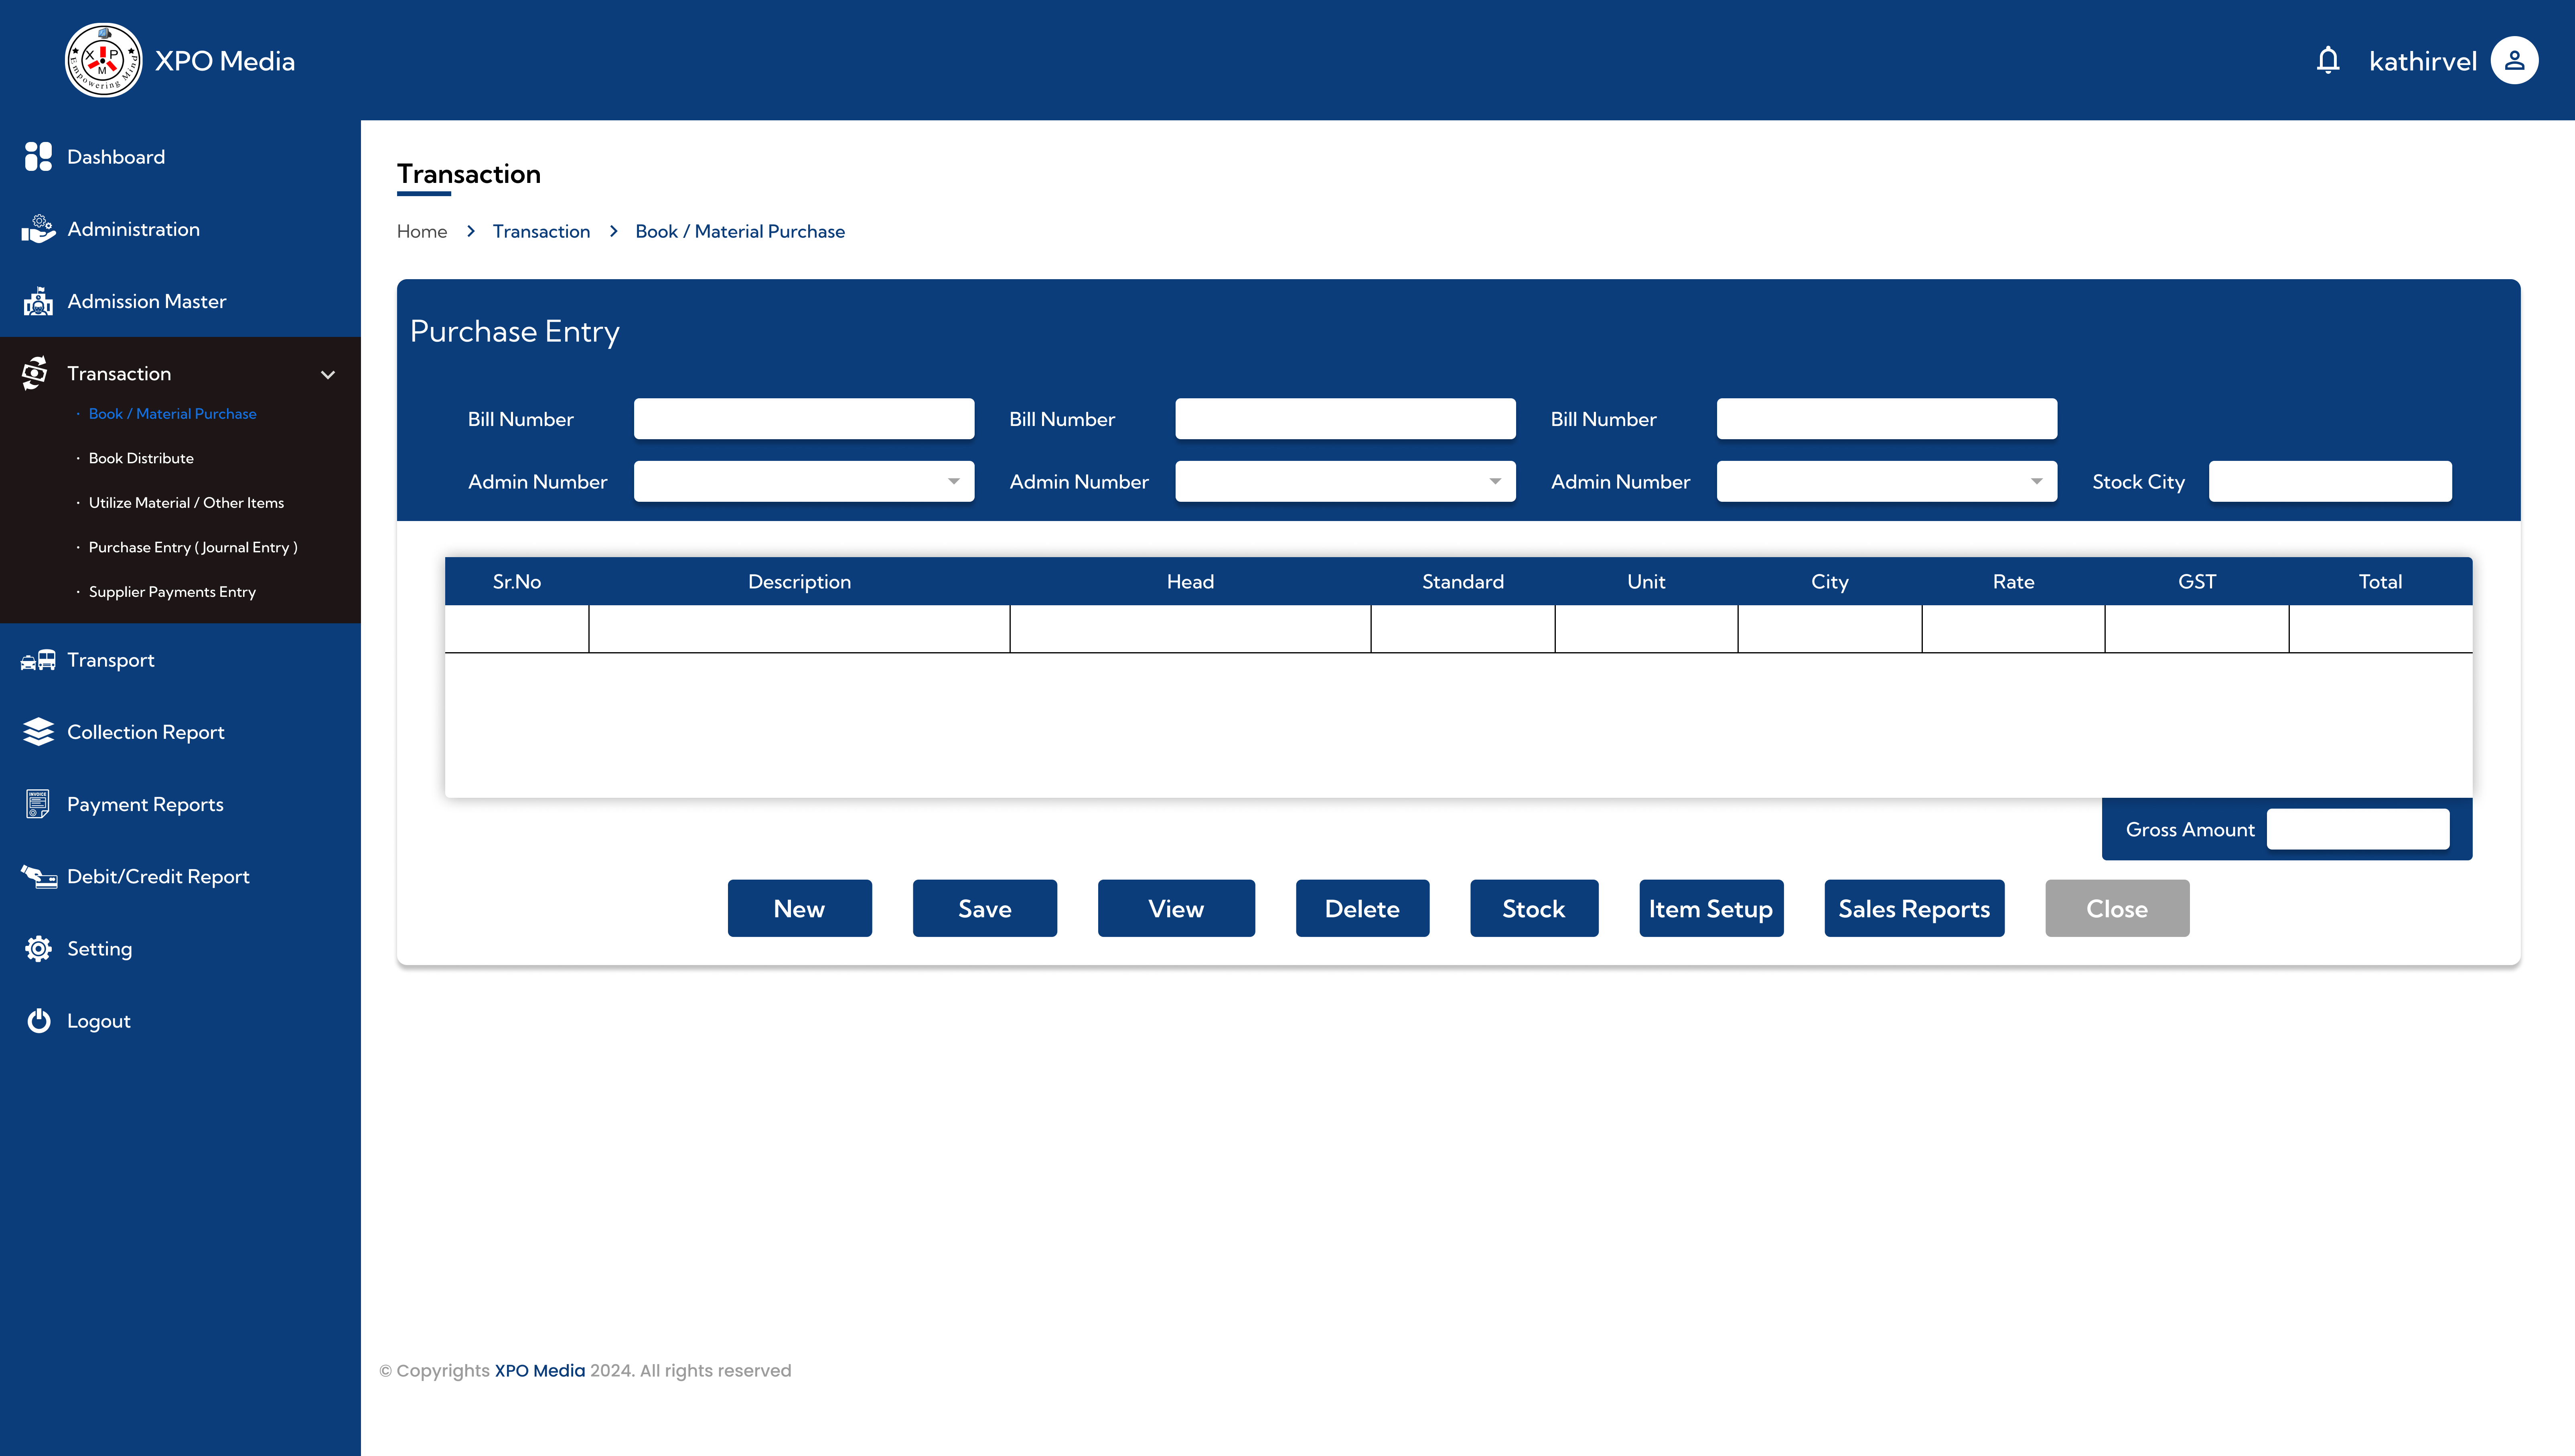 XPO Media
X P M
Empowering
kathirvel
Dashboard
Administration
Admission Master
Transaction
· Book / Material Purchase
· Book Distribute
· Utilize Material / Other Items
· Purchase Entry ( Journal Entry )
· Supplier Payments Entry
Transport
Collection Report
INVOICE
Payment Reports
Debit/Credit Report
Setting
Logout
Transaction
Home > Transaction > Book / Material Purchase
Purchase Entry
Bill Number Bill Number Bill Number
Admin Number Admin Number Admin Number Stock City
Sr.No Description Head Standard Unit City Rate GST Total
Gross Amount
New Save View Delete Stock Item Setup Sales Reports Close
© Copyrights XPO Media 2024. All rights reserved